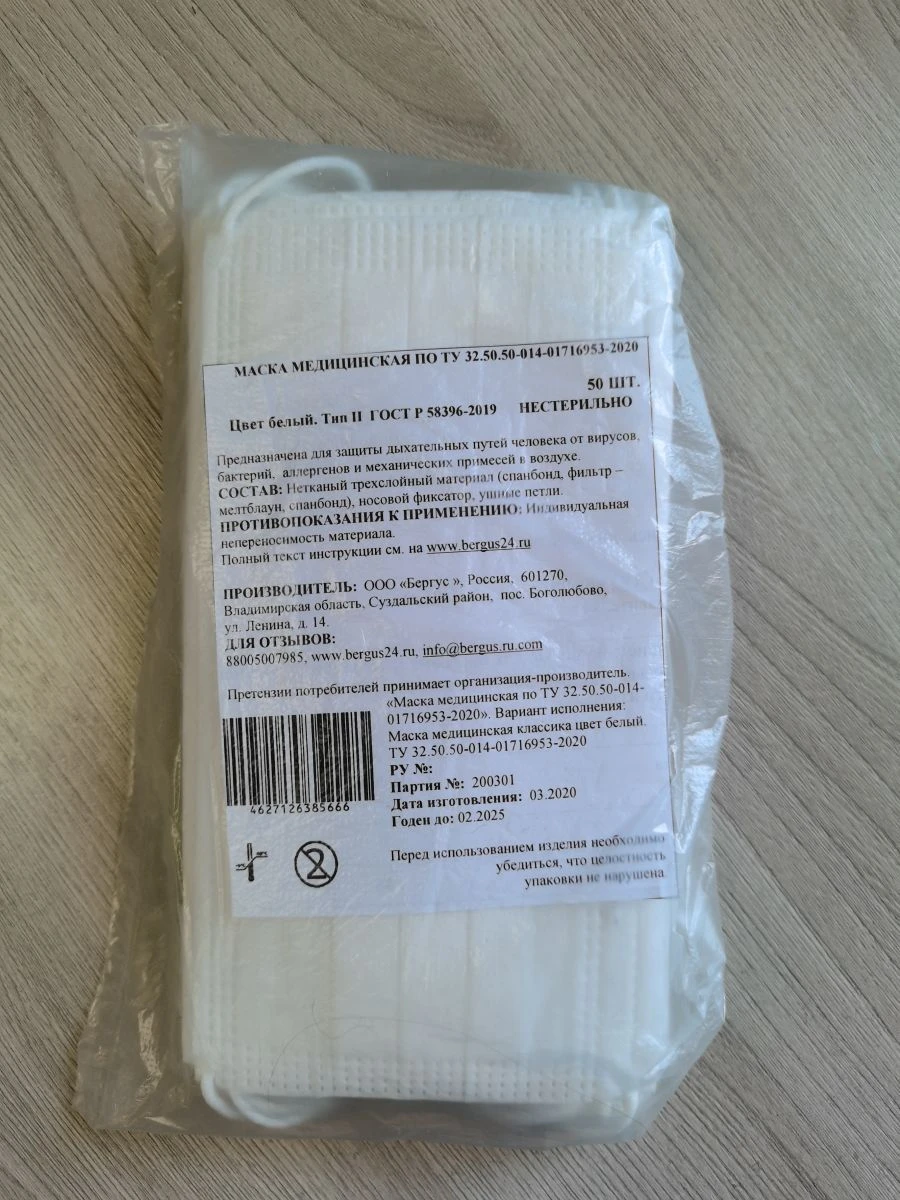 МАСКА МЕДИЦИНСКАЯ ПО ТУ 32.50.50-014-01716953-2020
50 ШТ.
Цвет белый. Тип II ГОСТ Р 58396-2019 НЕСТЕРИЛЬНО
Предназначена для защиты дыхательных путей человека от вирусов,
бактерий, аллергенов и механических примесей в воздухе.
СОСТАВ: Нетканый трехслойный материал (спанбонд, фильтр –
мелтблаун, спанбонд), носовой фиксатор, ушные петли.
ПРОТИВОПОКАЗАНИЯ К ПРИМЕНЕНИЮ: Индивидуальная
непереносимость материала.
Полный текст инструкции см. на www.bergus24.ru
ПРОИЗВОДИТЕЛЬ: ООО «Бергус », Россия, 601270,
Владимирская область, Суздальский район, пос. Боголюбово,
ул. Ленина, д. 14.
ДЛЯ ОТЗЫВОВ:
88005007985, www.bergus24.ru, info@bergus.ru.com
Претензии потребителей принимает организация-производитель.
«Маска медицинская по ТУ 32.50.50-014-
01716953-2020». Вариант исполнения:
Маска медицинская классика цвет белый.
ТУ 32.50.50-014-01716953-2020
РУ №:
Партия №: 200301
Дата изготовления: 03.2020
Годен до: 02.2025
4627126385666
2
Перед использованием изделия необходимо
убедиться, что целостность
упаковки не нарушена